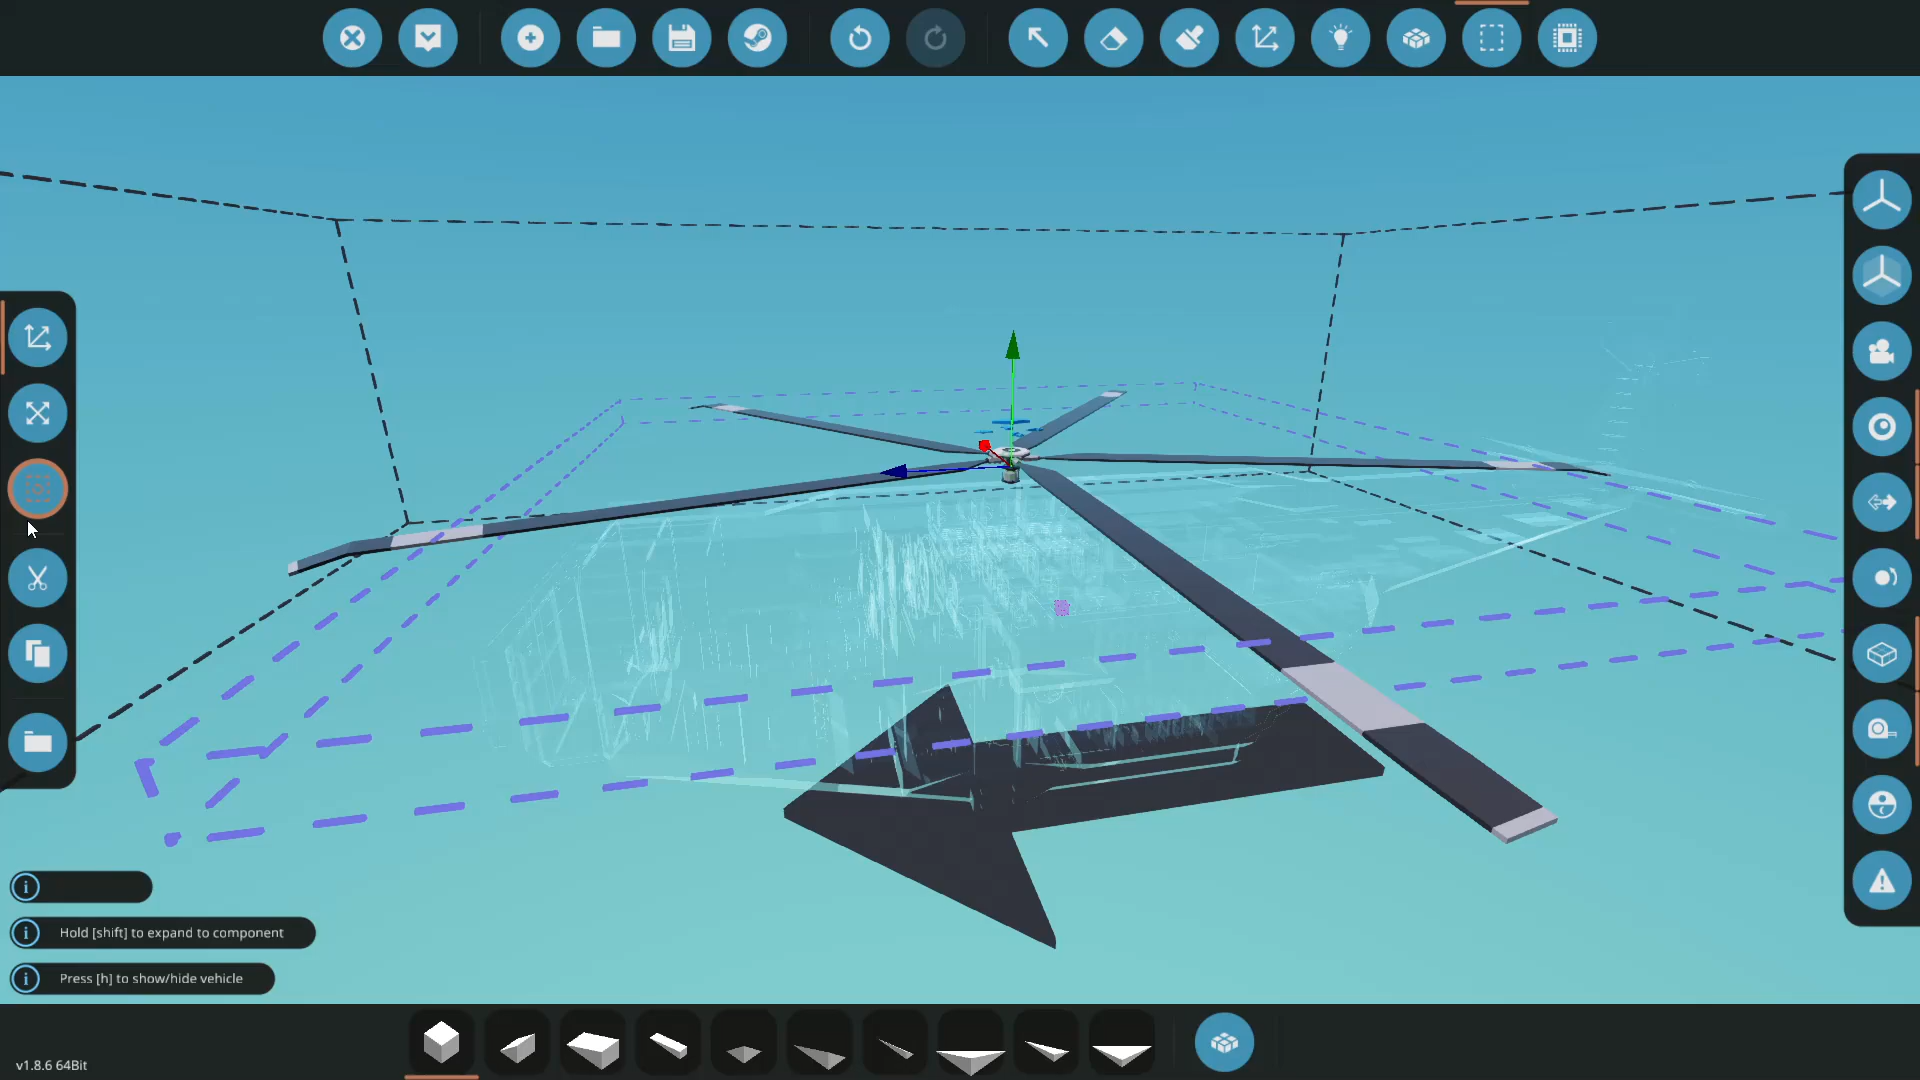 Hold [shift] to expand to component
Press [h] to show/hide vehicle
v1.8.6 64Bit